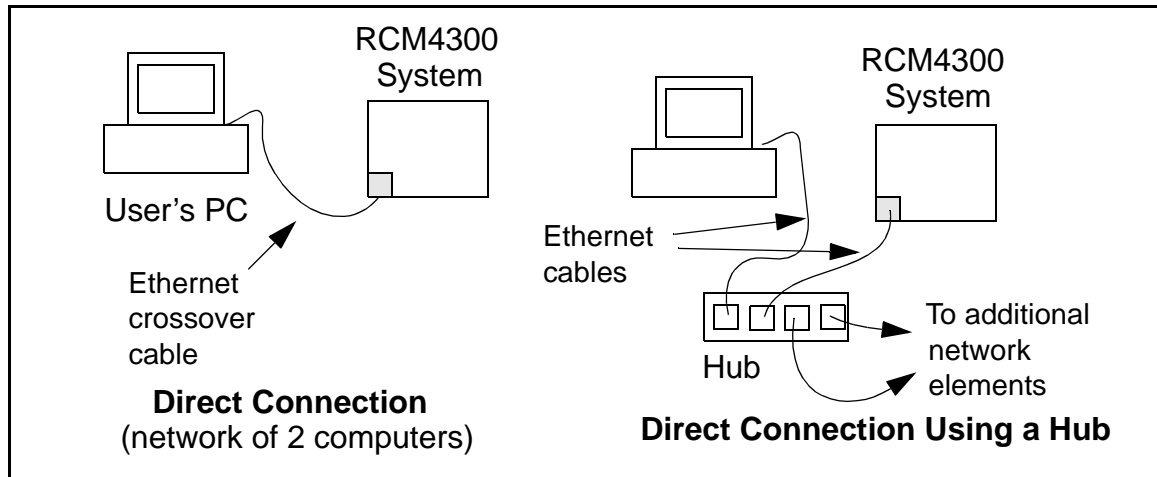 RCM4300
System
User's PC
Ethernet
crossover
cable
Direct Connection
(network of 2 computers)
RCM4300
System
Ethernet
cables
Hub
To additional
network
elements
Direct Connection Using a Hub